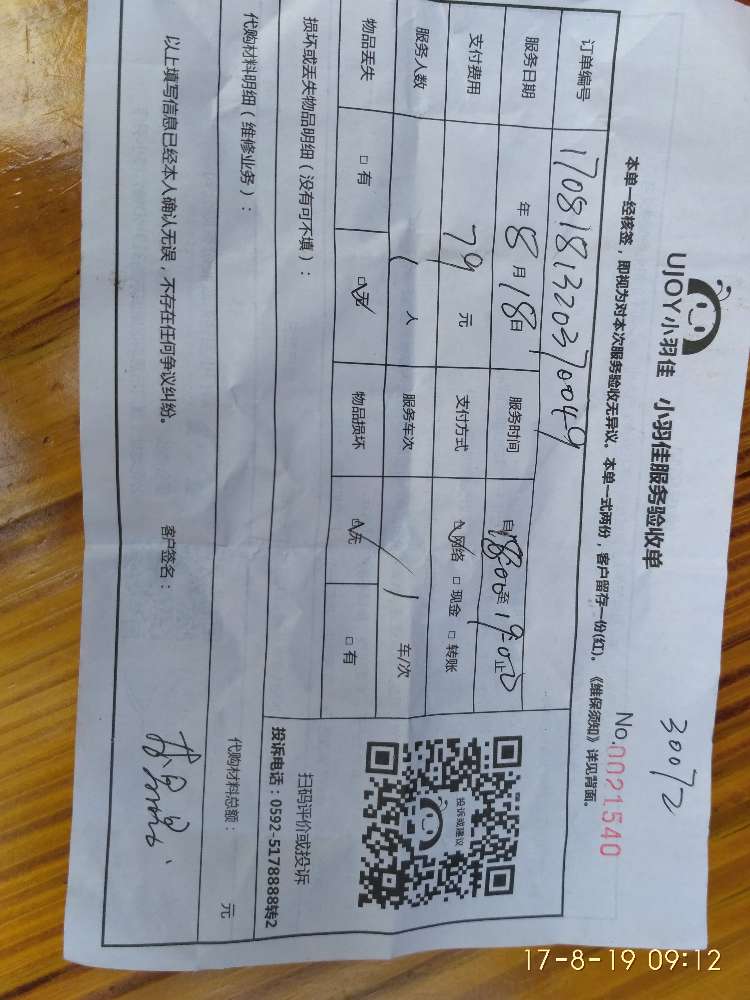 30072
UJOY小羽佳 小羽佳服务验收单
No.0021540
本单一经核签，即视为对本次服务验收无异议。本单一式两份，客户留存一份(红)。《维保须知》详见背面。
订单编号 1708181320370049
服务日期 年 8 月 18 日 服务时间 自 18:00 至 19:00 止
支付费用 79 元 支付方式 ☑网络 □现金 □转账
服务人数 1 人 服务车次 1 车/次
物品丢失 □有 ☑无 物品损坏 ☑无 □有
投诉或建议
损坏或丢失物品明细（没有可不填）：
扫码评价或投诉
投诉电话：0592-5178888转2
代购材料明细（维修业务）：
代购材料总额： 元
以上填写信息已经本人确认无误，不存在任何争议纠纷。 客户签名：
17-8-19 09:12